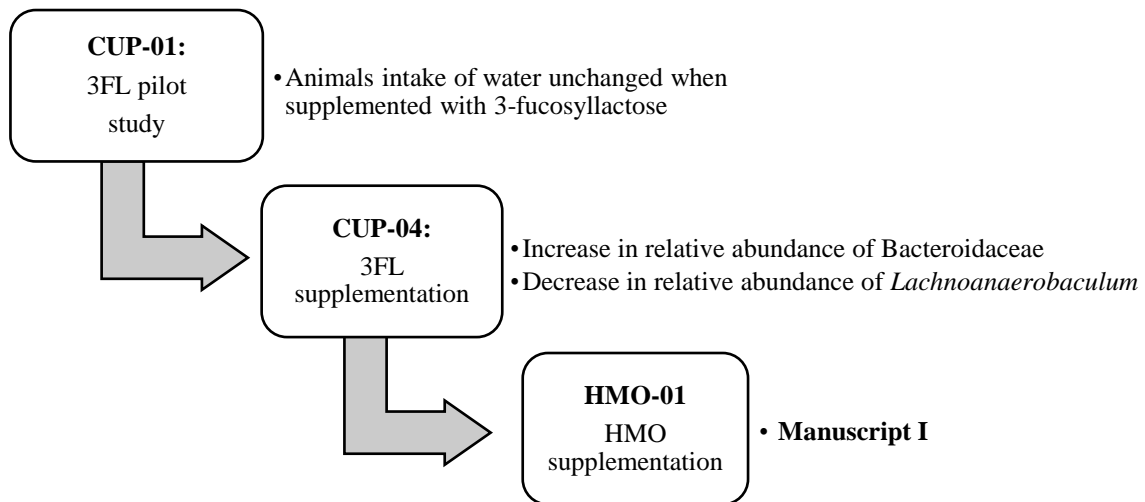 CUP-01:
3FL pilot
study
•Animals intake of water unchanged when
supplemented with 3-fucosyllactose
CUP-04:
3FL
supplementation
•Increase in relative abundance of Bacteroidaceae
•Decrease in relative abundance of Lachnoanaerobaculum
HMO-01
HMO
supplementation
• Manuscript I